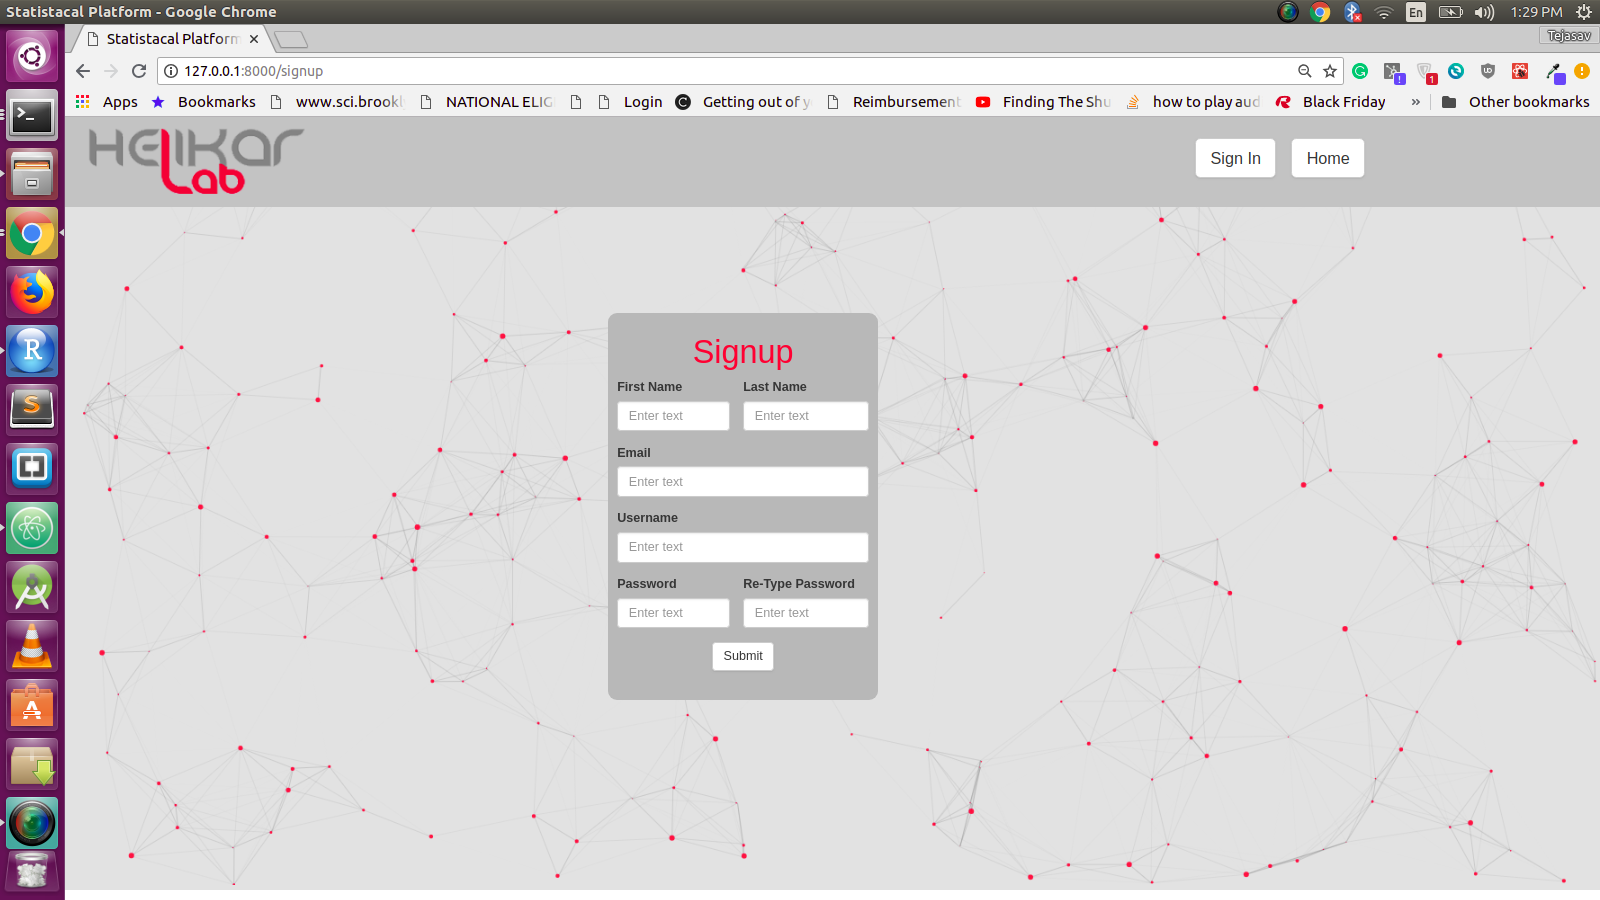 Statistacal Platform - Google Chrome
En
1:29 PM
Statistacal Platform
Tejasav
127.0.0.1:8000/signup
Apps
Bookmarks
www.sci.brookl
NATIONAL ELIG
Login
Getting out of y
Reimbursement
Finding The Shu
how to play aud
Black Friday
»
Other bookmarks
HELIKAR
Lab
Sign In
Home
Signup
First Name
Last Name
Enter text
Enter text
Email
Enter text
Username
Enter text
Password
Re-Type Password
Enter text
Enter text
Submit